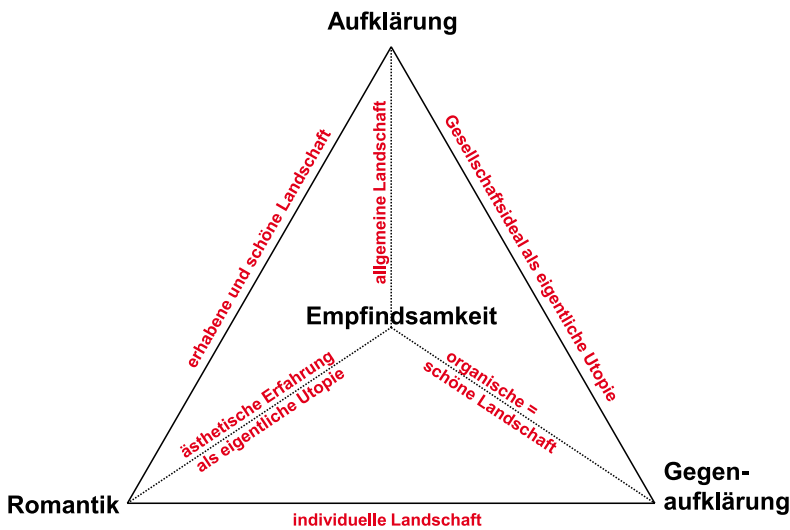 Aufklärung
erhabene und schöne Landschaft
allgemeine Landschaft
Gesellschaftsideal als eigentliche Utopie
Empfindsamkeit
ästhetische Erfahrung
als eigentliche Utopie
organische =
schöne Landschaft
Romantik
Gegen-
aufklärung
individuelle Landschaft